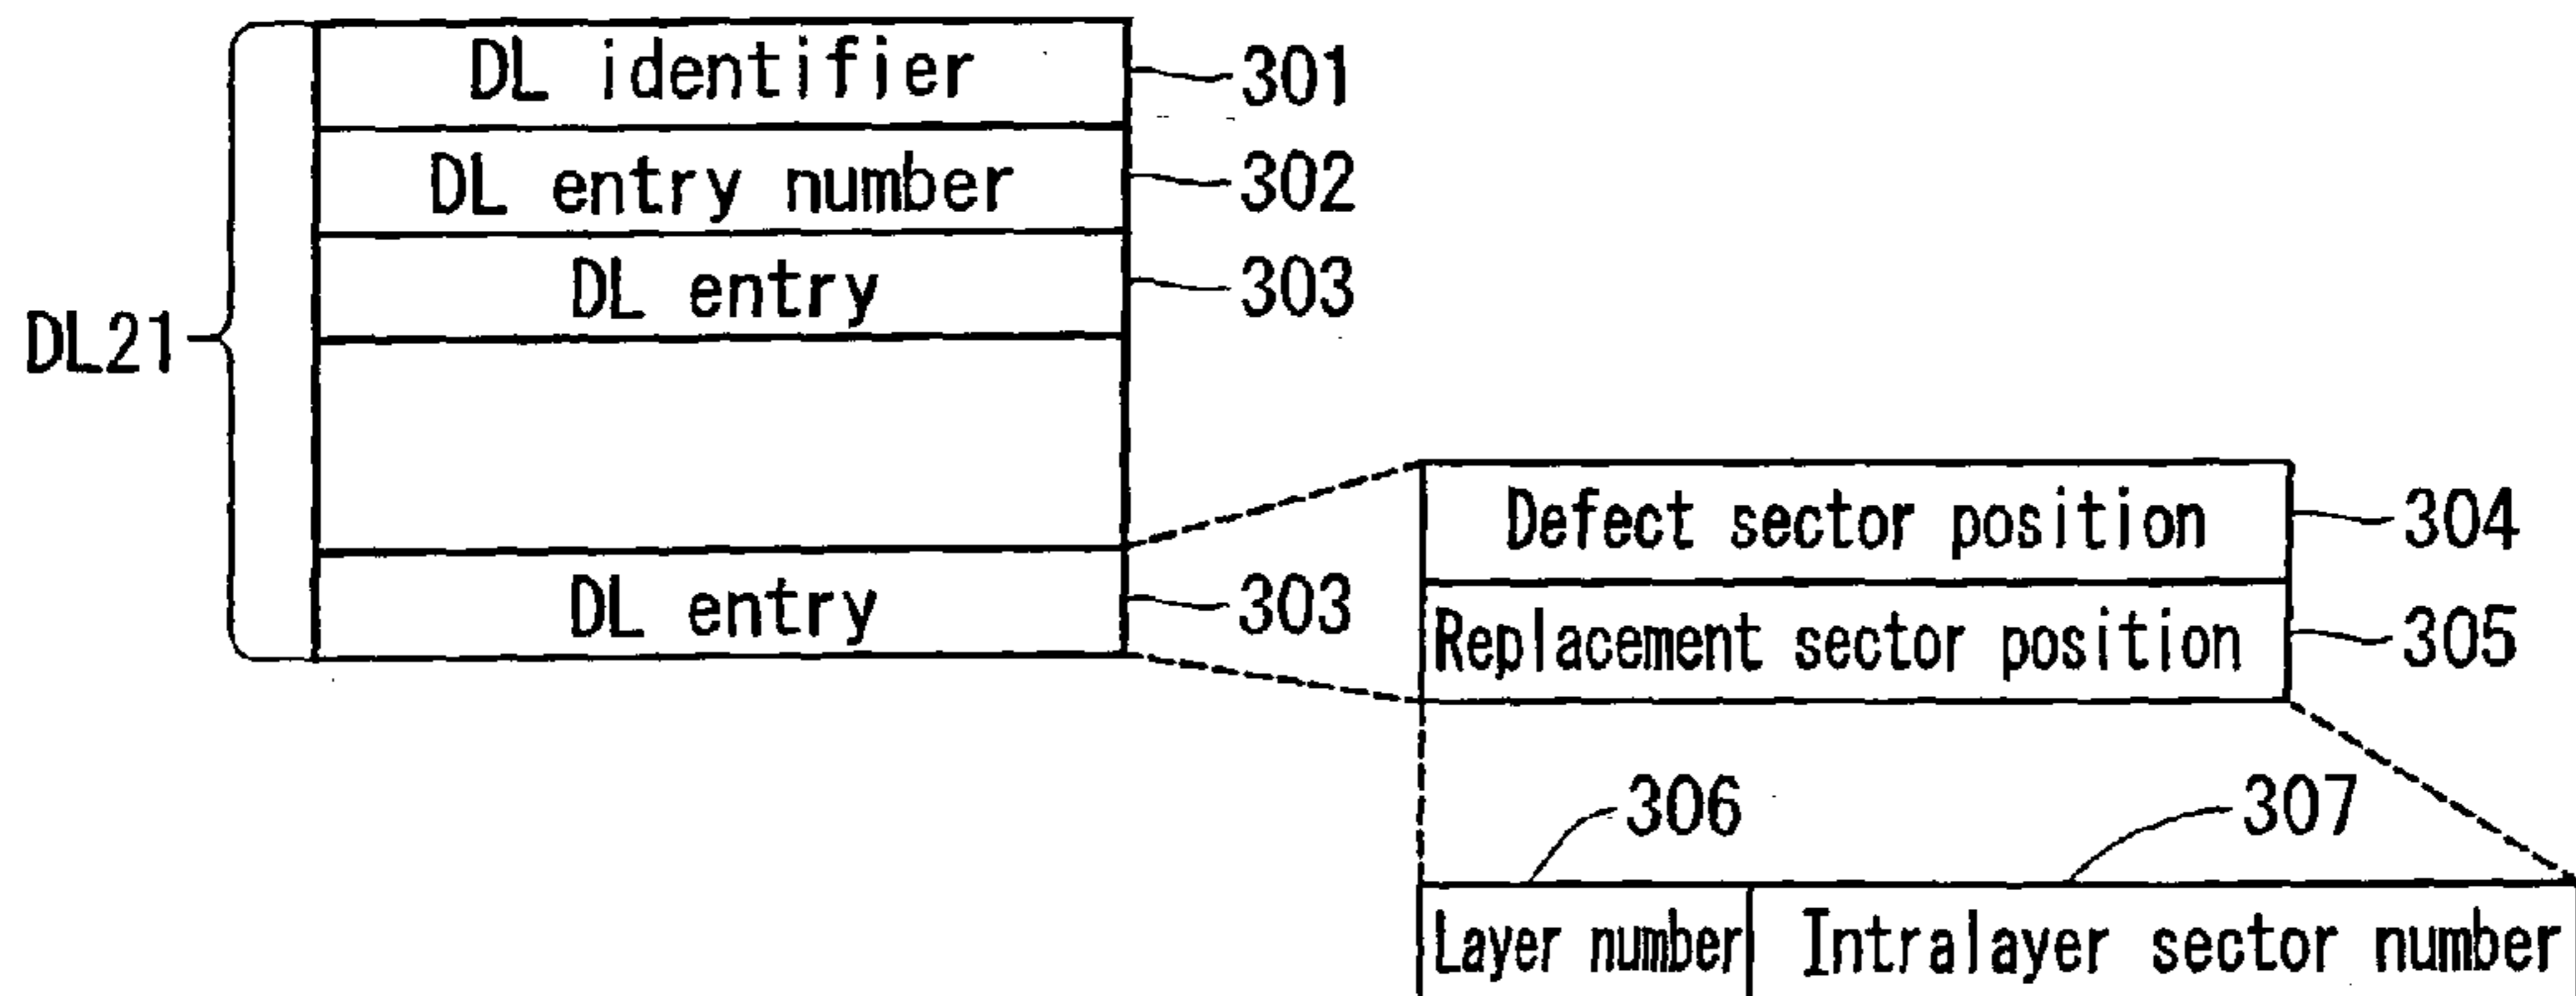 DL identifier 301
DL entry number 302
DL entry 303
DL21
DL entry 303
Defect sector position 304
Replacement sector position 305
306 307
Layer number Intralayer sector number